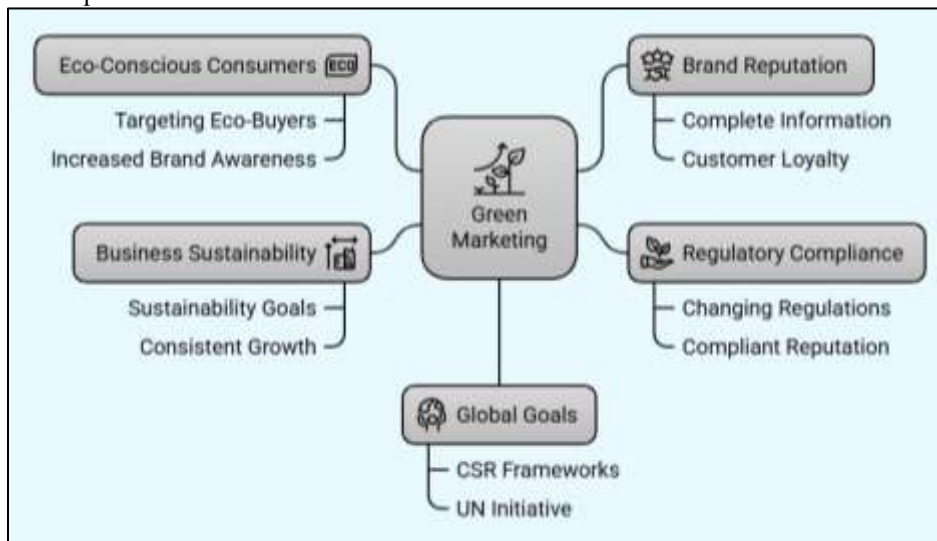 Eco-Conscious Consumers
ECO
Targeting Eco-Buyers
Increased Brand Awareness
Business Sustainability
Sustainability Goals
Consistent Growth
Green
Marketing
Brand Reputation
Complete Information
Customer Loyalty
Regulatory Compliance
Changing Regulations
Compliant Reputation
Global Goals
CSR Frameworks
UN Initiative